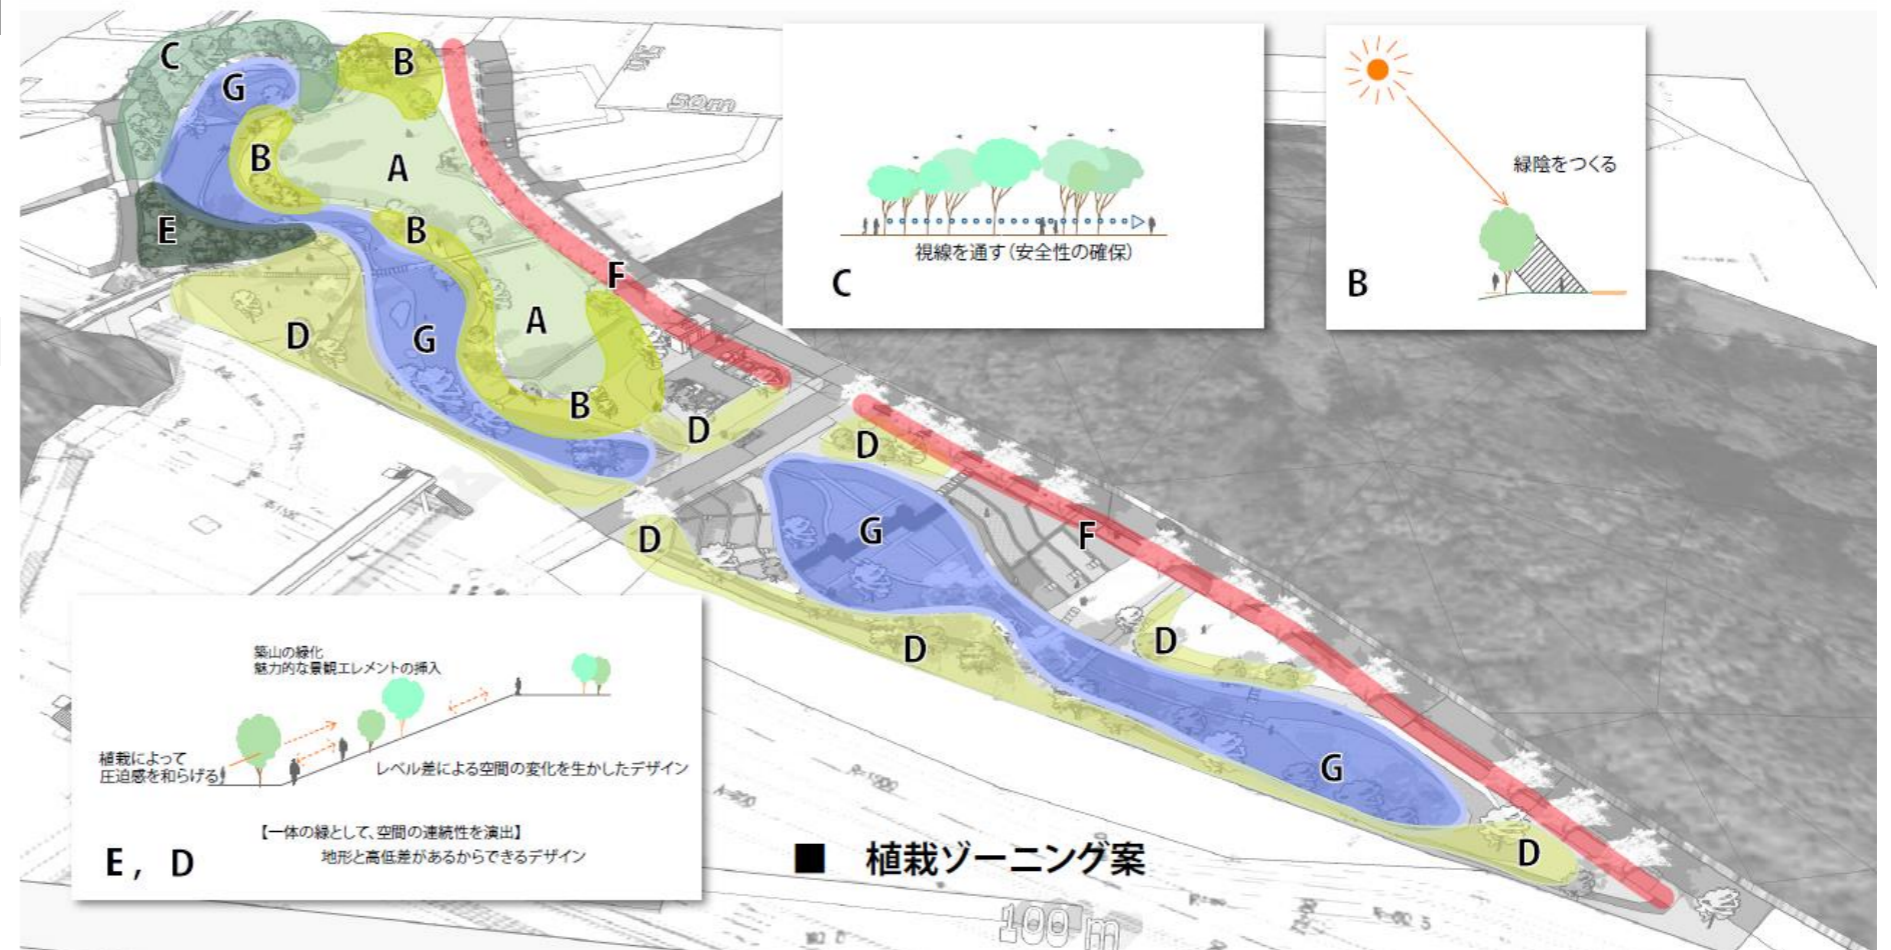 C
B
G
B
A
E
B
F
D
G
A
B
D
D
D
G
F
D
D
G
D
50m
視線を通す（安全性の確保）
C
緑陰をつくる
B
築山の緑化
魅力的な景観エレメントの挿入
植栽によって
圧迫感を和らげる
レベル差による空間の変化を生かしたデザイン
【一体の緑として、空間の連続性を演出】
地形と高低差があるからできるデザイン
E, D
■ 植栽ゾーニング案
100 m